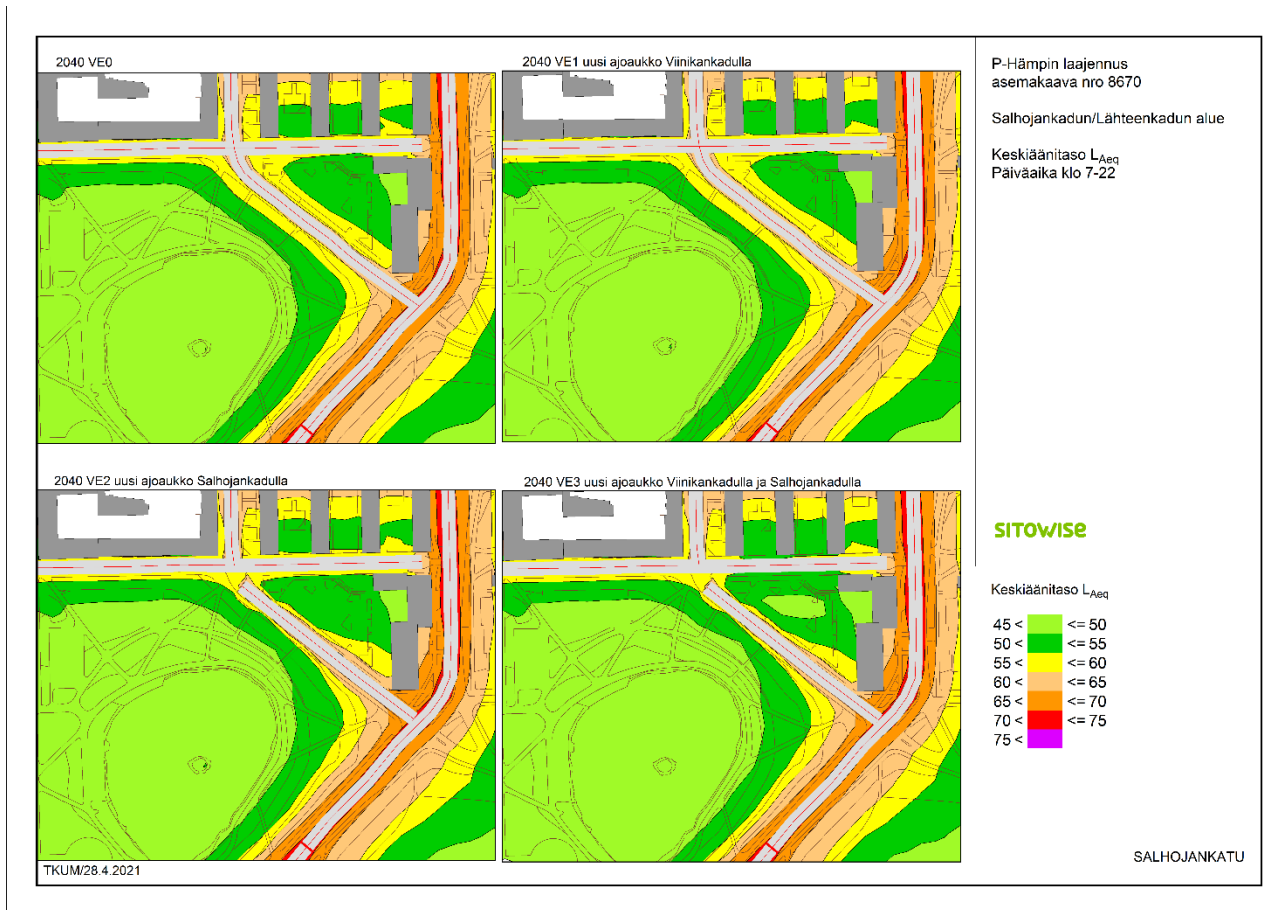 2040 VE0
2040 VE1 uusi ajoaukko Viinikankadulla
P-Hämpin laajennus
asemakaava nro 8670
Salhojankadun/Lähteenkadun alue
Keskiäänitaso LAeq
Päiväaika klo 7-22
2040 VE2 uusi ajoaukko Salhojankadulla
2040 VE3 uusi ajoaukko Viinikankadulla ja Salhojankadulla
sitowise
Keskiäänitaso LAeq
45 < <= 50
50 < <= 55
55 < <= 60
60 < <= 65
65 < <= 70
70 < <= 75
75 <
SALHOJANKATU
TKUM/28.4.2021